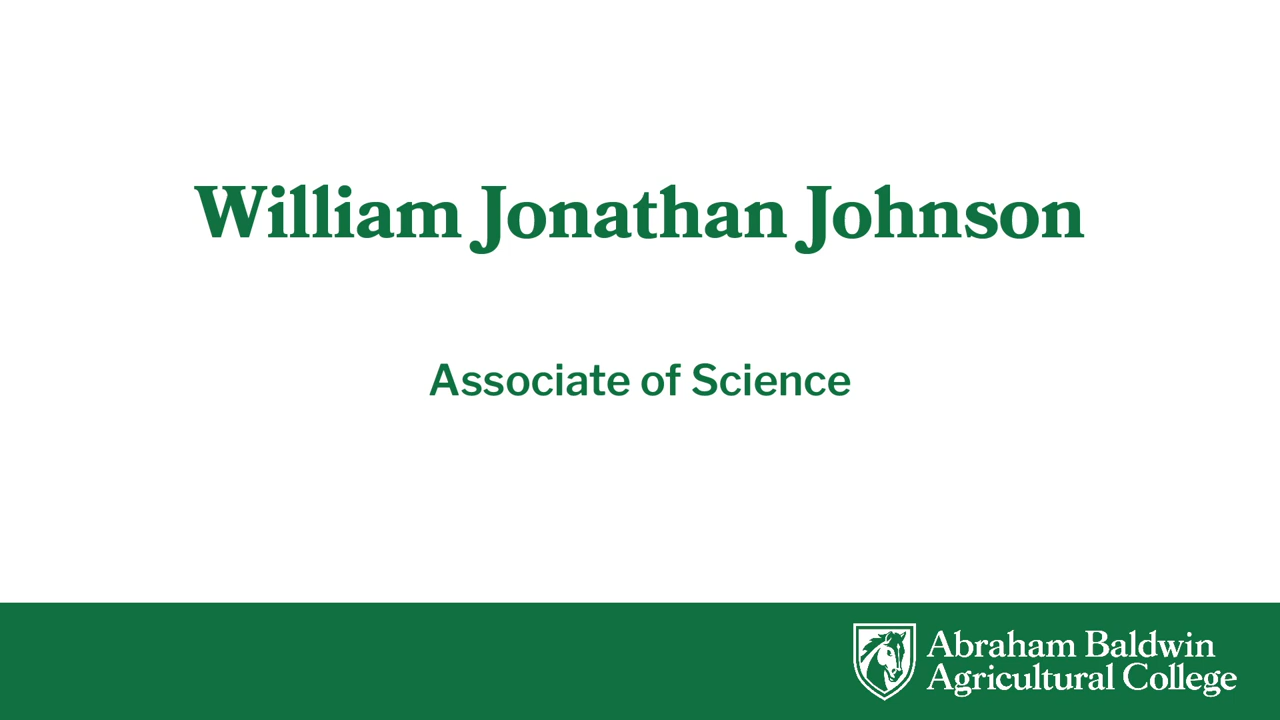 William Jonathan Johnson
Associate of Science
Abraham Baldwin
Agricultural College